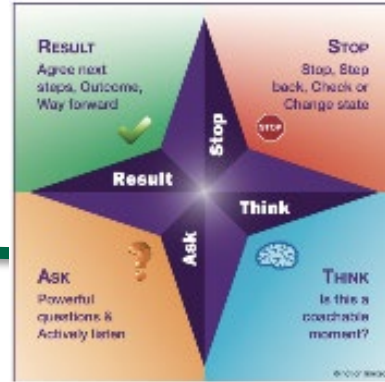 RESULT
Agree next
steps, Outcome,
Way forward
STOP
Stop, Step
back, Check or
Change state
STOP
Stop
Result
Think
Ask
ASK
Powerful
questions &
Actively listen
THINK
Is this a
coachable
moment?